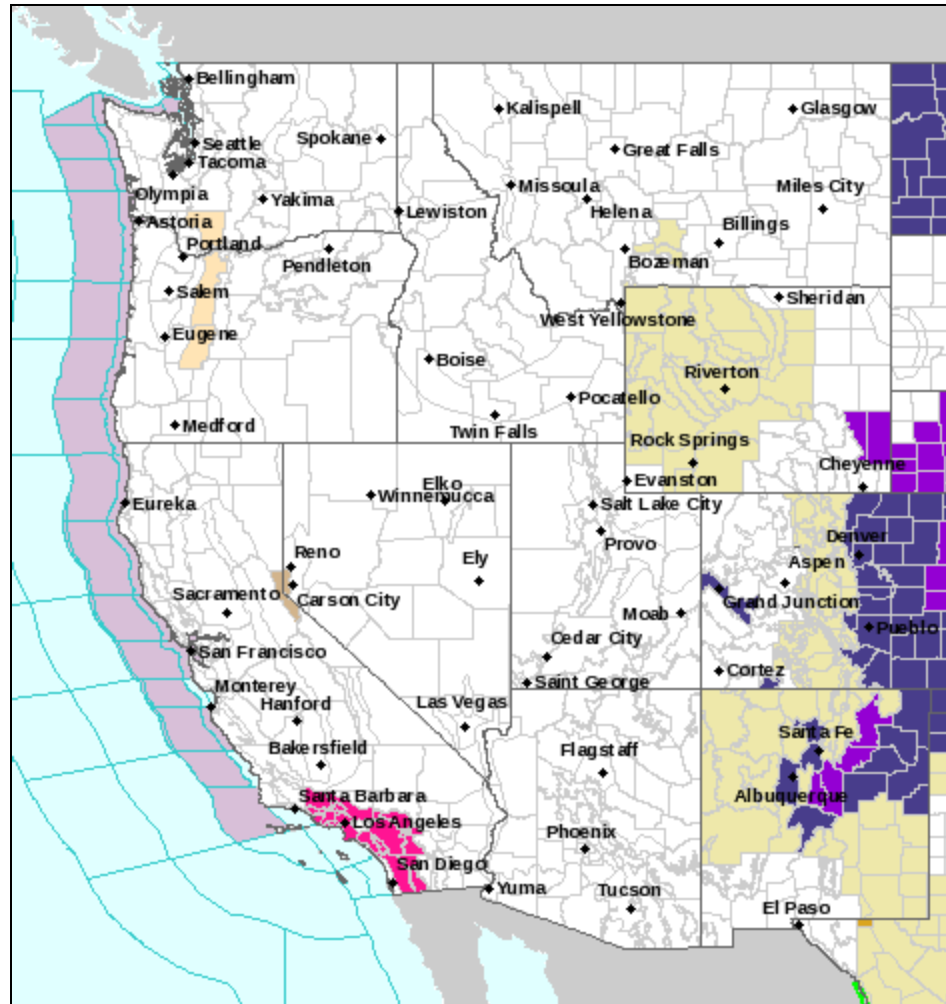 Bellingham
Kalispell
Glasgow
Seattle
Spokane
Great Falls
Tacoma
Olympia
Missoula
Miles City
Yakima
Lewiston
Helena
Astoria
Billings
Portland
Pendleton
Bozeman
Salem
Sheridan
West Yellowstone
Eugene
Boise
Riverton
Pocatello
Medford
Twin Falls
Rock Springs
Cheyenne
Elko
Evanston
Winnemucca
Eureka
Salt Lake City
Denver
Provo
Reno
Ely
Aspen
Sacramento
Carson City
Grand Junction
Moab
Pueblo
Cedar City
San Francisco
Cortez
Saint George
Monterey
Hanford
Las Vegas
Santa Fe
Bakersfield
Flagstaff
Santa Barbara
Albuquerque
Los Angeles
Phoenix
San Diego
Yuma
Tucson
El Paso